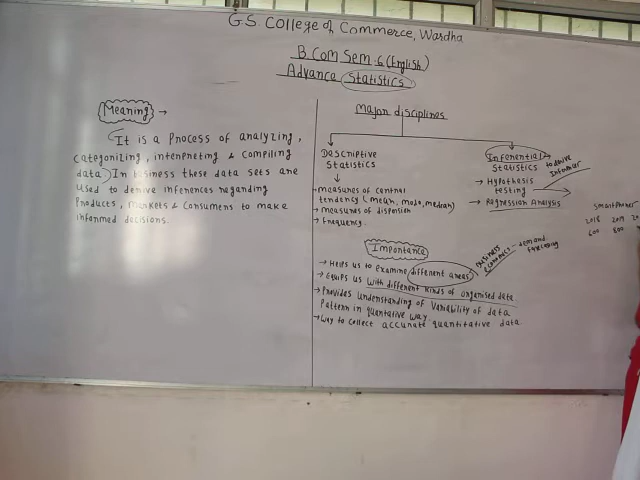 G.S College of Commerce, Wardha
B.Com Sem-6 (English)
Advance Statistics
Meaning →
It is a Process of analyzing,
categorizing, interpreting & compiling
data. In business these data sets are
used to derive inferences regarding
Products, markets & consumers to make
informed decisions.
Major disciplines
Descriptive
Statistics
- measures of central
tendency (mean, mode, median)
→ measures of dispersion
→ Frequency.
Inferential
Statistics
→ Hypothesis
testing
→ Regression Analysis
to derive
2018 2019 20
600 800
Importance
→ Helps us to examine different areas
→ Equips us with different kinds of organised data.
→ Provides understanding of variability of data
Pattern in quantative way.
→ Way to collect accurate quantitative data
Business
Economics - demand
forecasting